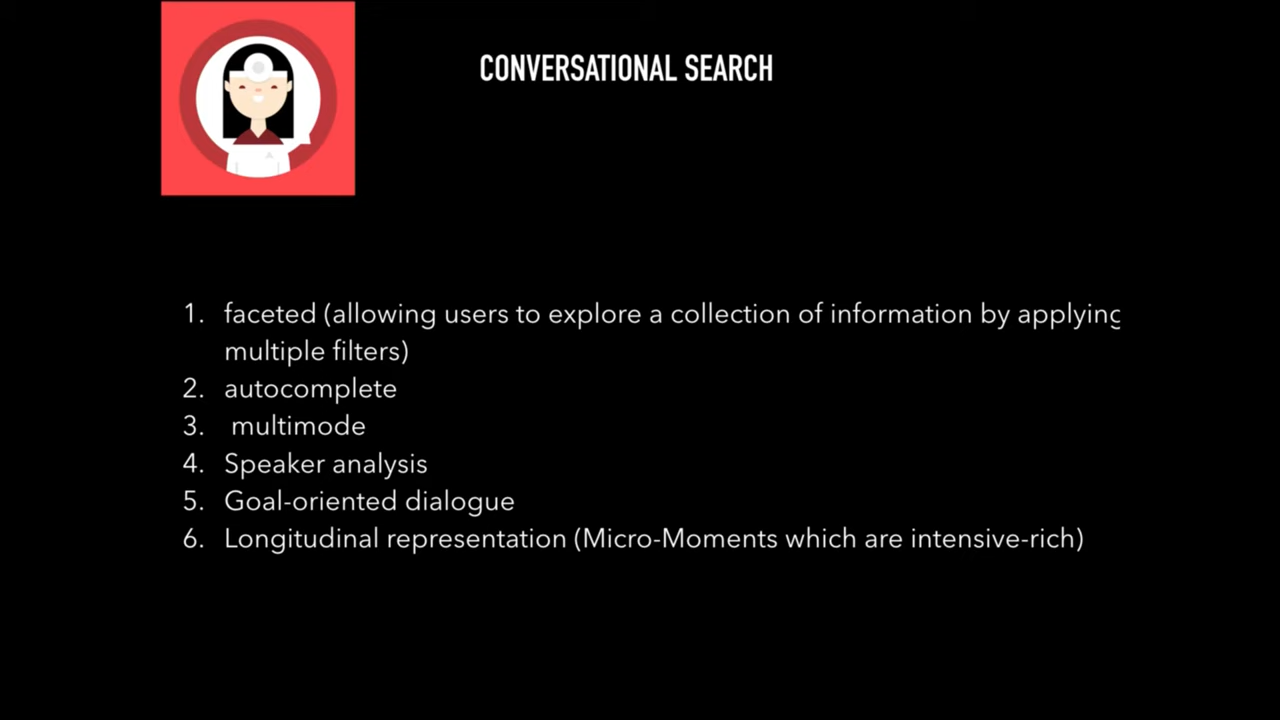 CONVERSATIONAL SEARCH
1. faceted (allowing users to explore a collection of information by applying
multiple filters)
2. autocomplete
3. multimode
4. Speaker analysis
5. Goal-oriented dialogue
6. Longitudinal representation (Micro-Moments which are intensive-rich)